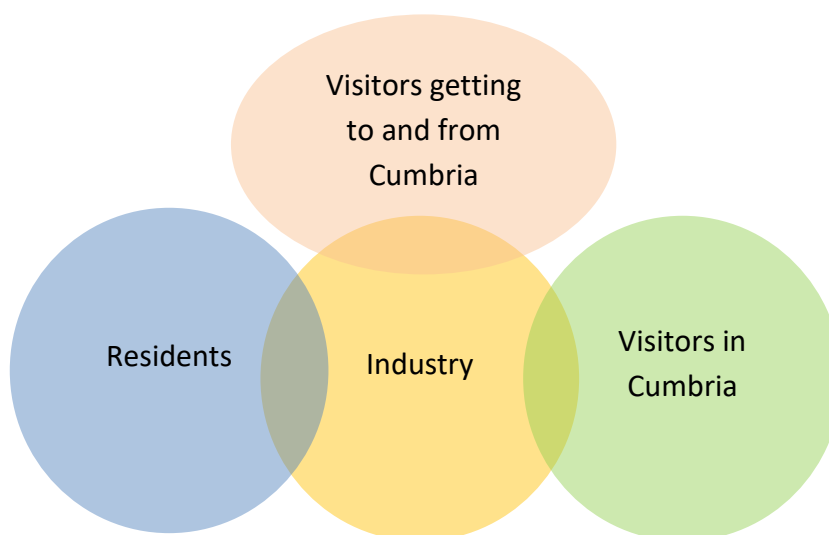 Visitors getting
to and from
Cumbria
Residents
Industry
Visitors in
Cumbria